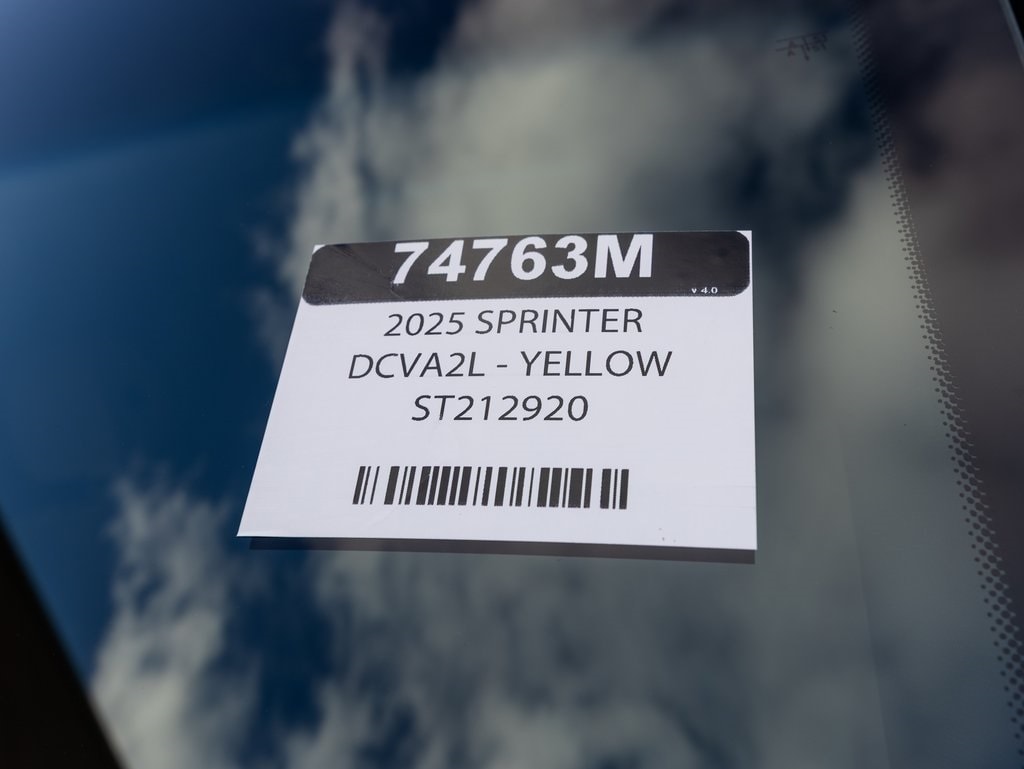 74763M
v 4.0
2025 SPRINTER
DCVA2L - YELLOW
ST212920